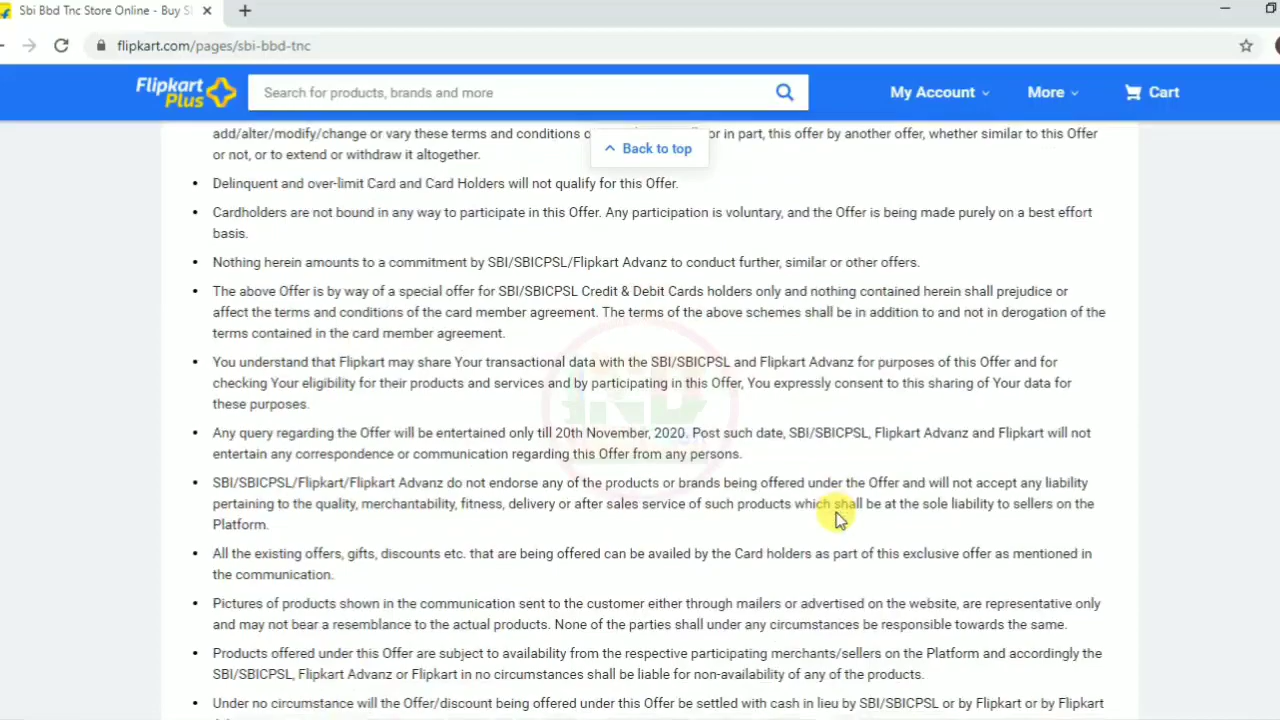 Sbi Bbd Tnc Store Online - Buy S
flipkart.com/pages/sbi-bbd-tnc
Flipkart
Plus
Search for products, brands and more
My Account
More
Cart
add/alter/modify/change or vary these terms and conditions or in part, this offer by another offer, whether similar to this Offer
Back to top
or not, or to extend or withdraw it altogether.
Delinquent and over-limit Card and Card Holders will not qualify for this Offer.
Cardholders are not bound in any way to participate in this Offer. Any participation is voluntary, and the Offer is being made purely on a best effort
basis.
Nothing herein amounts to a commitment by SBI/SBICPSL/Flipkart Advanz to conduct further, similar or other offers.
The above Offer is by way of a special offer for SBI/SBICPSL Credit & Debit Cards holders only and nothing contained herein shall prejudice or
affect the terms and conditions of the card member agreement. The terms of the above schemes shall be in addition to and not in derogation of the
terms contained in the card member agreement.
You understand that Flipkart may share Your transactional data with the SBI/SBICPSL and Flipkart Advanz for purposes of this Offer and for
checking Your eligibility for their products and services and by participating in this Offer, You expressly consent to this sharing of Your data for
these purposes.
Any query regarding the Offer will be entertained only till 20th November, 2020. Post such date, SBI/SBICPSL, Flipkart Advanz and Flipkart will not
entertain any correspondence or communication regarding this Offer from any persons.
SBI/SBICPSL/Flipkart/Flipkart Advanz do not endorse any of the products or brands being offered under the Offer and will not accept any liability
pertaining to the quality, merchantability, fitness, delivery or after sales service of such products which shall be at the sole liability to sellers on the
Platform.
All the existing offers, gifts, discounts etc. that are being offered can be availed by the Card holders as part of this exclusive offer as mentioned in
the communication.
Pictures of products shown in the communication sent to the customer either through mailers or advertised on the website, are representative only
and may not bear a resemblance to the actual products. None of the parties shall under any circumstances be responsible towards the same.
Products offered under this Offer are subject to availability from the respective participating merchants/sellers on the Platform and accordingly the
SBI/SBICPSL, Flipkart Advanz or Flipkart in no circumstances shall be liable for non-availability of any of the products.
Under no circumstance will the Offer/discount being offered under this Offer be settled with cash in lieu by SBI/SBICPSL or by Flipkart or by Flipkart